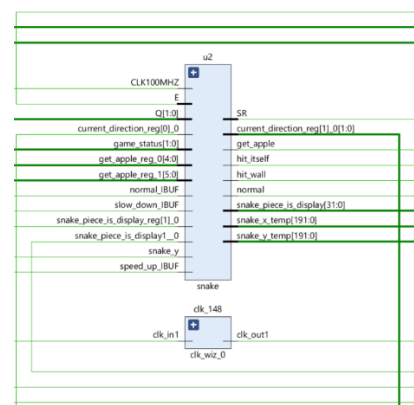 u2
CLK100MHZ
E
Q[1:0]
SR
current_direction_reg[0]_0
current_direction_reg[1]_0[1:0]
game_status[1:0]
get_apple
get_apple_reg_0[4:0]
hit_itself
get_apple_reg_1[5:0]
hit_wall
normal_IBUF
normal
slow_down_IBUF
snake_piece_is_display[31:0]
snake_piece_is_display_reg[1]_0
snake_x_temp[191:0]
snake_piece_is_display1__0
snake_y_temp[191:0]
snake_y
speed_up_IBUF
snake
clk_148
clk_in1
clk_out1
clk_wiz_0